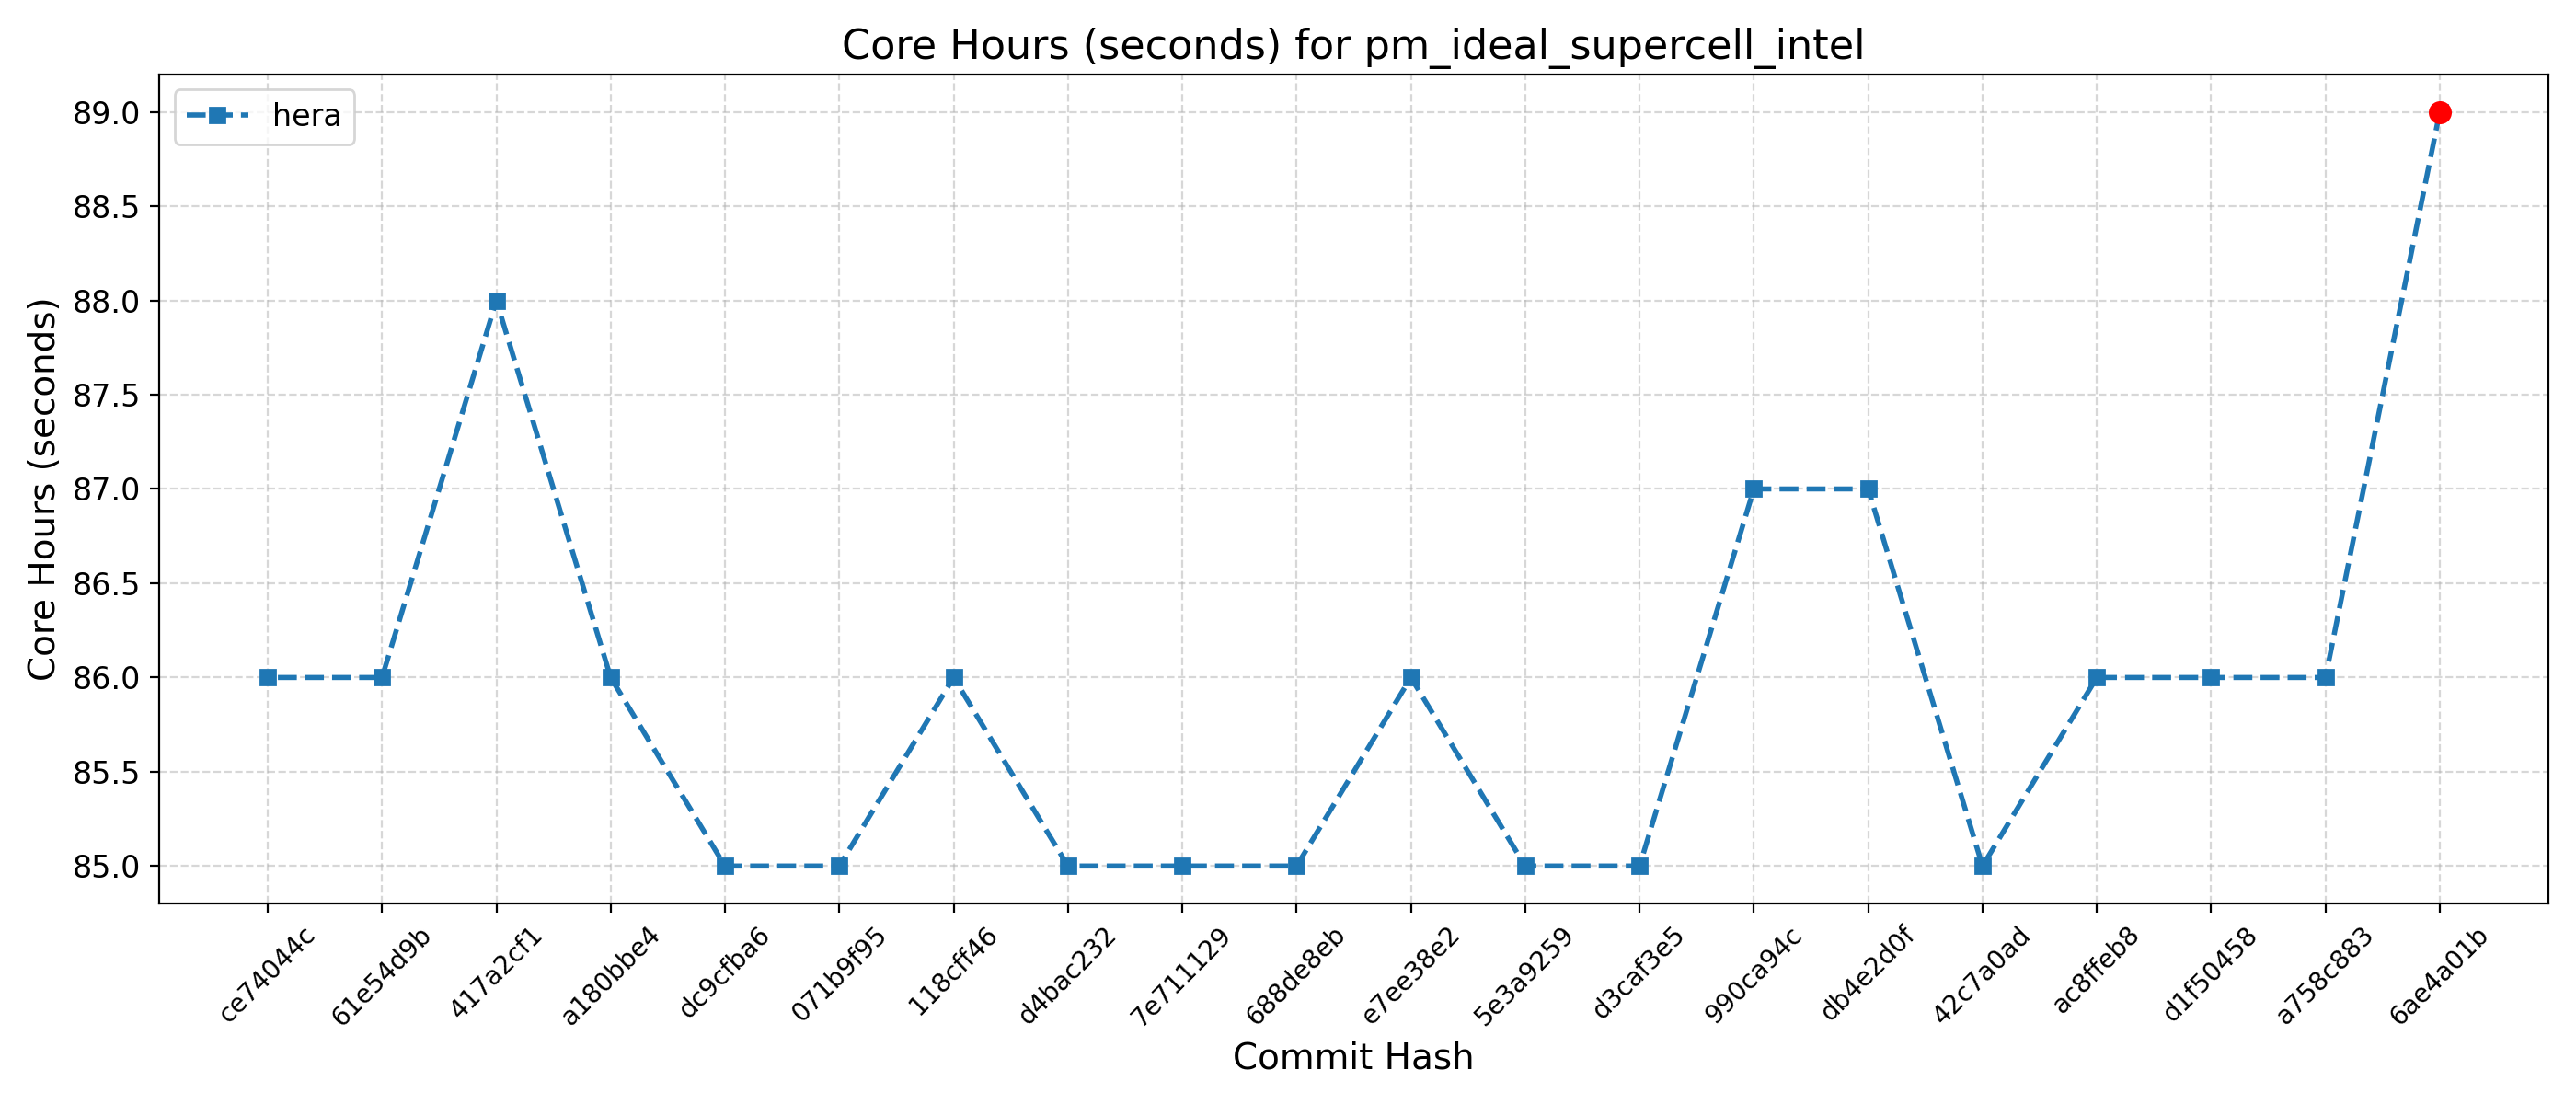 Core Hours (seconds) for pm_ideal_supercell_intel
hera
Core Hours (seconds)
89.0
88.5
88.0
87.5
87.0
86.5
86.0
85.5
85.0
ce74044c
61e54d9b
417a2cf1
a180bbe4
dc9cfba6
071b9f95
118cff46
d4bac232
7e711129
688de8eb
e7ee38e2
5e3a9259
d3caf3e5
990ca94c
db4e2d0f
42c7a0ad
ac8ffeb8
d1f50458
a758c883
6ae4a01b
Commit Hash